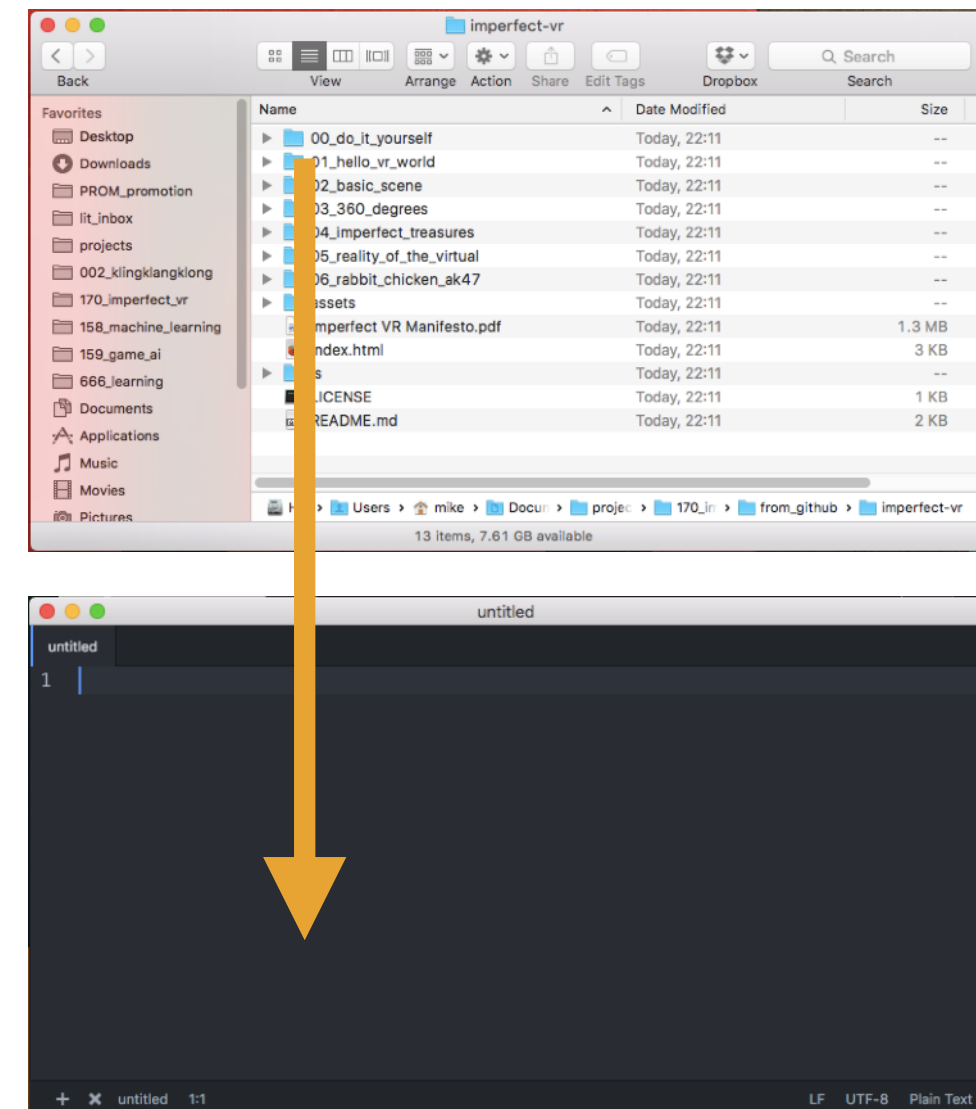 imperfect-vr
Back View Arrange Action Share Edit Tags Dropbox Search
Search
Favorites
Desktop
Downloads
PROM_promotion
lit_inbox
projects
002_klingklangklong
170_imperfect_vr
158_machine_learning
159_game_ai
666_learning
Documents
Applications
Music
Movies
Pictures
Name Date Modified Size
00_do_it_yourself Today, 22:11 --
01_hello_vr_world Today, 22:11 --
02_basic_scene Today, 22:11 --
03_360_degrees Today, 22:11 --
04_imperfect_treasures Today, 22:11 --
05_reality_of_the_virtual Today, 22:11 --
06_rabbit_chicken_ak47 Today, 22:11 --
assets Today, 22:11 --
Imperfect VR Manifesto.pdf Today, 22:11 1.3 MB
index.html Today, 22:11 3 KB
Today, 22:11 --
LICENSE Today, 22:11 1 KB
README.md Today, 22:11 2 KB
Users › mike › Docun › projec › 170_in › from_github › imperfect-vr
13 items, 7.61 GB available
untitled
untitled
1
untitled 1:1 LF UTF-8 Plain Text